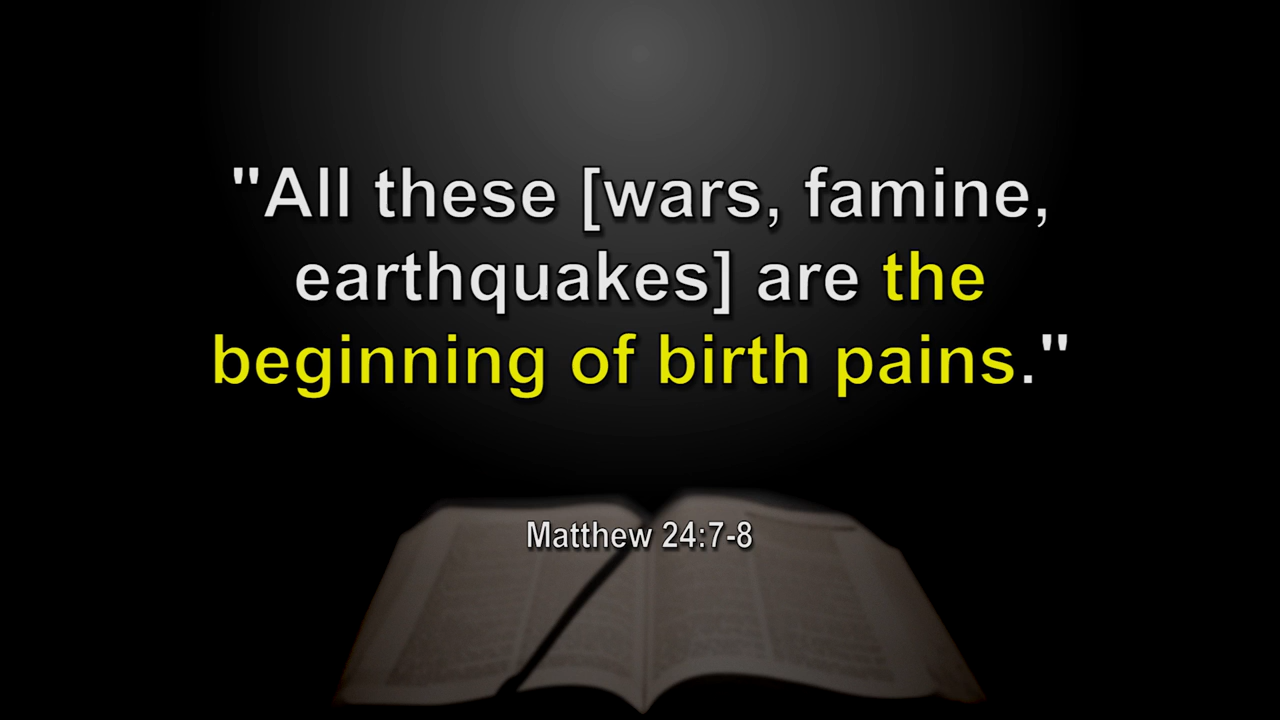 "All these [wars, famine,
earthquakes] are the
beginning of birth pains."
Matthew 24:7-8